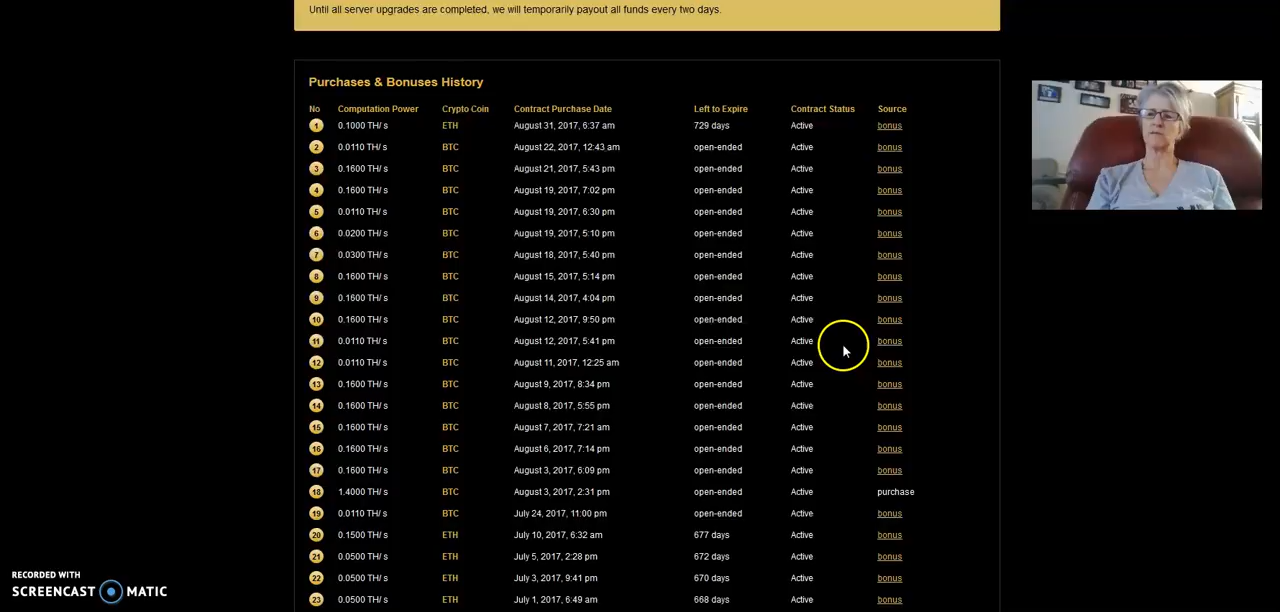 Until all server upgrades are completed, we will temporarily payout all funds every two days.
Purchases & Bonuses History
No Computation Power Crypto Coin Contract Purchase Date Left to Expire Contract Status Source
1 0.1000 TH/ s ETH August 31, 2017, 6:37 am 729 days Active bonus
2 0.0110 TH/ s BTC August 22, 2017, 12:43 am open-ended Active bonus
3 0.1600 TH/ s BTC August 21, 2017, 5:43 pm open-ended Active bonus
4 0.1600 TH/ s BTC August 19, 2017, 7:02 pm open-ended Active bonus
5 0.0110 TH/ s BTC August 19, 2017, 6:30 pm open-ended Active bonus
6 0.0200 TH/ s BTC August 19, 2017, 5:10 pm open-ended Active bonus
7 0.0300 TH/ s BTC August 18, 2017, 5:40 pm open-ended Active bonus
8 0.1600 TH/ s BTC August 15, 2017, 5:14 pm open-ended Active bonus
9 0.1600 TH/ s BTC August 14, 2017, 4:04 pm open-ended Active bonus
10 0.1600 TH/ s BTC August 12, 2017, 9:50 pm open-ended Active bonus
11 0.0110 TH/ s BTC August 12, 2017, 5:41 pm open-ended Active bonus
12 0.0110 TH/ s BTC August 11, 2017, 12:25 am open-ended Active bonus
13 0.1600 TH/ s BTC August 9, 2017, 8:34 pm open-ended Active bonus
14 0.1600 TH/ s BTC August 8, 2017, 5:55 pm open-ended Active bonus
15 0.1600 TH/ s BTC August 7, 2017, 7:21 am open-ended Active bonus
16 0.1600 TH/ s BTC August 6, 2017, 7:14 pm open-ended Active bonus
17 0.1600 TH/ s BTC August 3, 2017, 6:09 pm open-ended Active bonus
18 1.4000 TH/ s BTC August 3, 2017, 2:31 pm open-ended Active purchase
19 0.0110 TH/ s BTC July 24, 2017, 11:00 pm open-ended Active bonus
20 0.1500 TH/ s ETH July 10, 2017, 6:32 am 677 days Active bonus
21 0.0500 TH/ s ETH July 5, 2017, 2:28 pm 672 days Active bonus
22 0.0500 TH/ s ETH July 3, 2017, 9:41 pm 670 days Active bonus
23 0.0500 TH/ s ETH July 1, 2017, 6:49 am 668 days Active bonus
RECORDED WITH
SCREENCAST MATIC